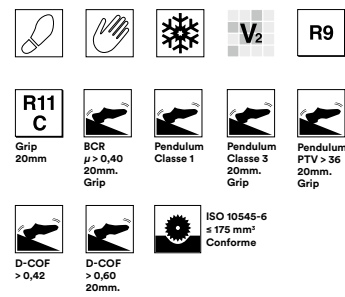 V2
R9
R11
C
Grip
20mm
BCR
μ > 0,40
20mm.
Grip
Pendulum
Classe 1
Pendulum
Classe 3
20mm.
Grip
Pendulum
PTV > 36
20mm.
Grip
D-COF
> 0,42
D-COF
> 0,60
20mm.
ISO 10545-6
≤ 175 mm³
Conforme